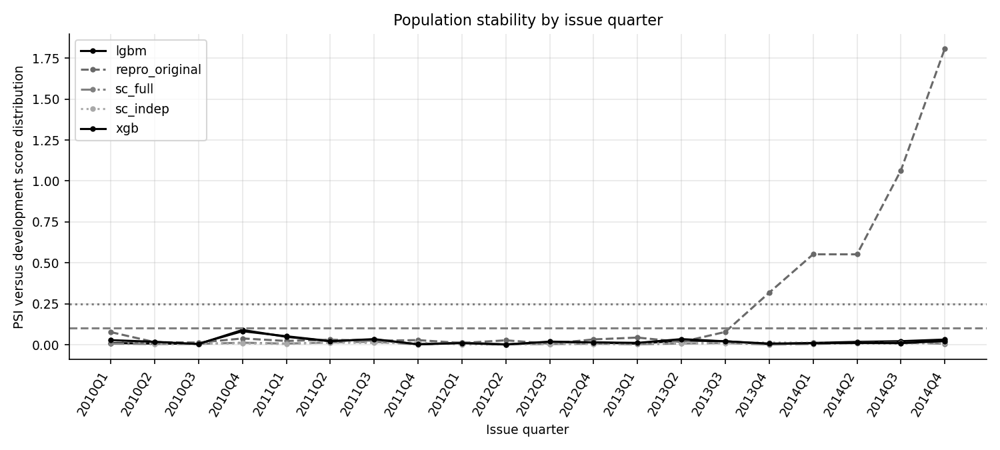 Population stability by issue quarter
PSI versus development score distribution
1.75
1.50
1.25
1.00
0.75
0.50
0.25
0.00
lgbm
repro_original
sc_full
sc_indep
xgb
2010Q1
2010Q2
2010Q3
2010Q4
2011Q1
2011Q2
2011Q3
2011Q4
2012Q1
2012Q2
2012Q3
2012Q4
2013Q1
2013Q2
2013Q3
2013Q4
2014Q1
2014Q2
2014Q3
2014Q4
Issue quarter